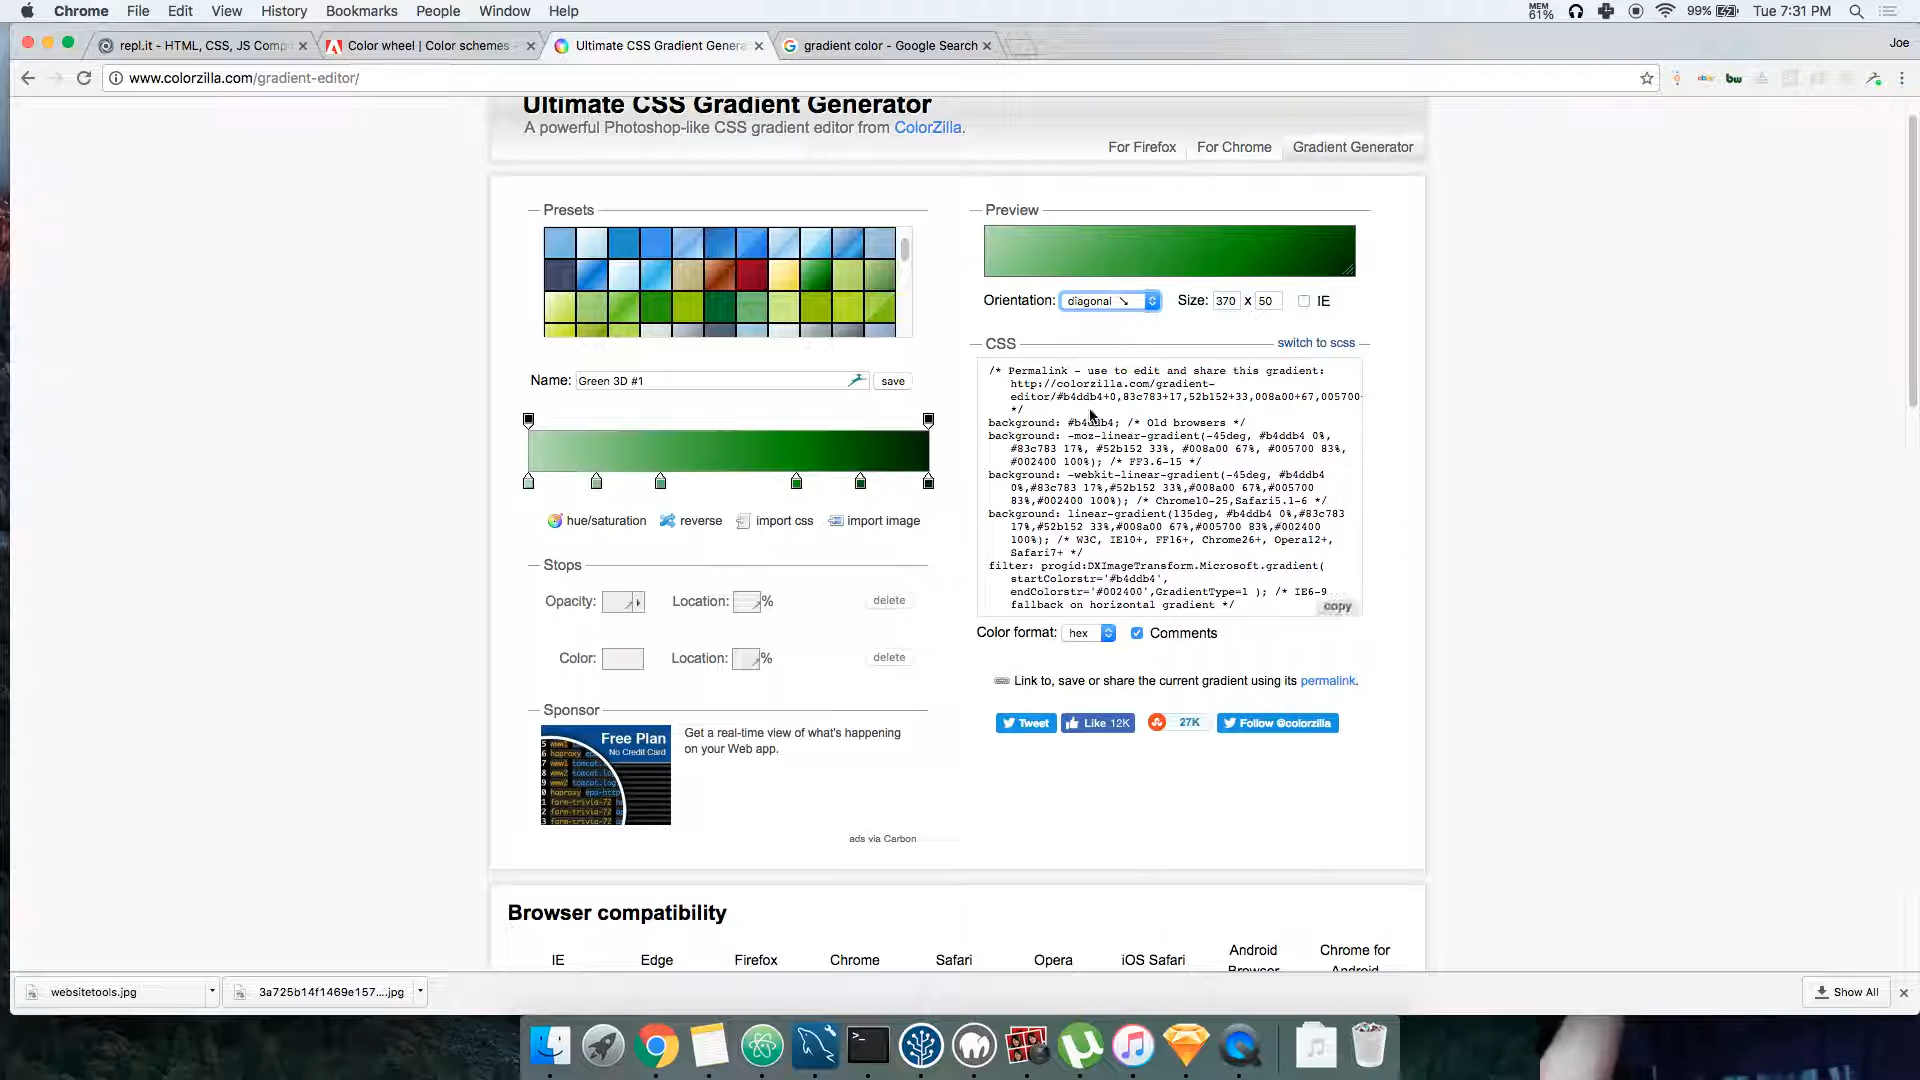 Chrome File Edit View History Bookmarks People Window Help MEM 61% 99% Tue 7:31 PM
repl.it - HTML, CSS, JS Comp Color wheel | Color schemes - Ultimate CSS Gradient Genera gradient color - Google Search Joe
www.colorzilla.com/gradient-editor/ ebay bw
Ultimate CSS Gradient Generator
A powerful Photoshop-like CSS gradient editor from ColorZilla.
For Firefox For Chrome Gradient Generator
Presets
Name: Green 3D #1 save
hue/saturation reverse import css import image
Stops
Opacity: Location: % delete
Color: Location: % delete
Sponsor
Free Plan
No Credit Card
Get a real-time view of what's happening
on your Web app.
ads via Carbon
Preview
Orientation: diagonal ↘ Size: 370 x 50 IE
CSS switch to scss
/* Permalink - use to edit and share this gradient:
http://colorzilla.com/gradient-
editor/#b4ddb4+0,83c783+17,52b152+33,008a00+67,005700
*/
background: #b4ddb4; /* Old browsers */
background: -moz-linear-gradient(-45deg, #b4ddb4 0%,
#83c783 17%, #52b152 33%, #008a00 67%, #005700 83%,
#002400 100%); /* FF3.6-15 */
background: -webkit-linear-gradient(-45deg, #b4ddb4
0%,#83c783 17%,#52b152 33%,#008a00 67%,#005700
83%,#002400 100%); /* Chrome10-25,Safari5.1-6 */
background: linear-gradient(135deg, #b4ddb4 0%,#83c783
17%,#52b152 33%,#008a00 67%,#005700 83%,#002400
100%); /* W3C, IE10+, FF16+, Chrome26+, Opera12+,
Safari7+ */
filter: progid:DXImageTransform.Microsoft.gradient(
startColorstr='#b4ddb4',
endColorstr='#002400',GradientType=1 ); /* IE6-9
fallback on horizontal gradient */
copy
Color format: hex Comments
Link to, save or share the current gradient using its permalink.
Tweet Like 12K 27K Follow @colorzilla
Browser compatibility
IE Edge Firefox Chrome Safari Opera iOS Safari Android Browser Chrome for Android
websitetools.jpg 3a725b14f1469e157....jpg Show All